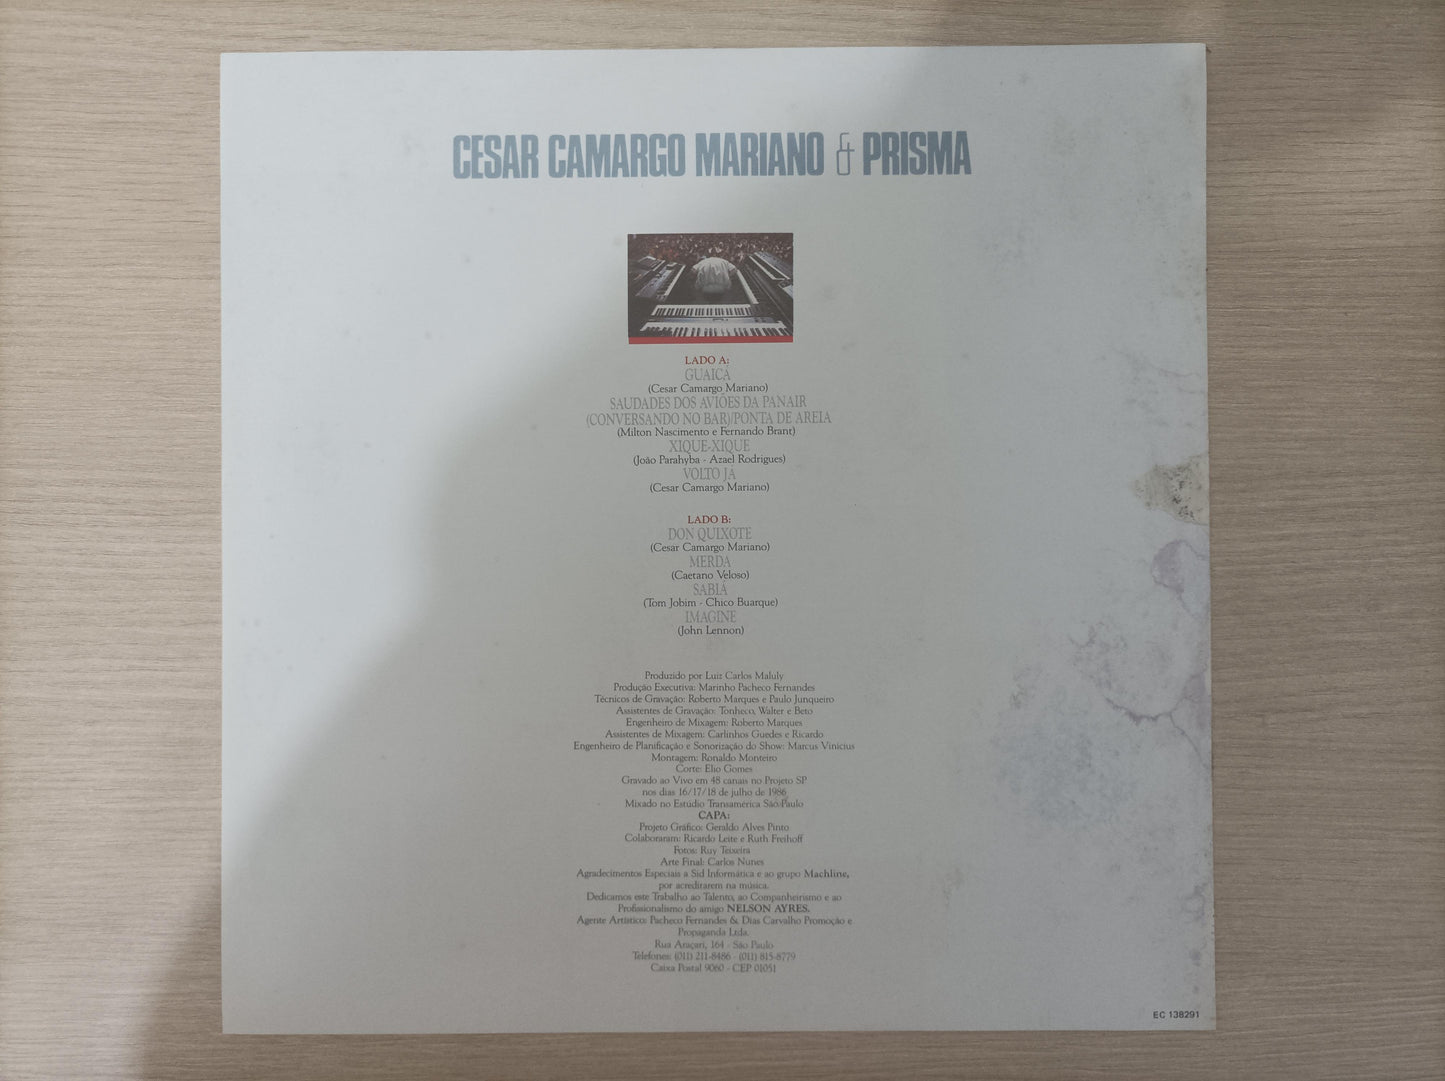 CESAR CAMARGO MARIANO & PRISMA
LADO A:
GUAICÁ
(Cesar Camargo Mariano)
SAUDADES DOS AVIÕES DA PANAIR
(CONVERSANDO NO BAR)/PONTA DE AREIA
(Milton Nascimento e Fernando Brant)
XIQUE-XIQUE
(João Parahyba - Azael Rodrigues)
VOLTO JÁ
(Cesar Camargo Mariano)
LADO B:
DON QUIXOTE
(Cesar Camargo Mariano)
MERDA
(Caetano Veloso)
SABIÁ
(Tom Jobim - Chico Buarque)
IMAGINE
(John Lennon)
Produzido por Luiz Carlos Maluly
Produção Executiva: Marinho Pacheco Fernandes
Técnicos de Gravação: Roberto Marques e Paulo Junqueiro
Assistentes de Gravação: Tonheco, Walter e Beto
Engenheiro de Mixagem: Roberto Marques
Assistentes de Mixagem: Carlinhos Guedes e Ricardo
Engenheiro de Planificação e Sonorização do Show: Marcus Vinícius
Montagem: Ronaldo Monteiro
Corte: Elio Gomes
Gravado ao Vivo em 48 canais no Projeto SP
nos dias 16/17/18 de julho de 1986
Mixado no Estúdio Transamérica São Paulo
CAPA:
Projeto Gráfico: Geraldo Alves Pinto
Colaboraram: Ricardo Leite e Ruth Freihoff
Fotos: Ruy Teixeira
Arte Final: Carlos Nunes
Agradecimentos Especiais a Sid Informática e ao grupo Machline,
por acreditarem na música.
Dedicamos este Trabalho ao Talento, ao Companheirismo e ao
Profissionalismo do amigo NELSON AYRES.
Agente Artístico: Pacheco Fernandes & Dias Carvalho Promoção e
Propaganda Ltda.
Rua Araçari, 164 - São Paulo
Telefones: (011) 211-8486 - (011) 815-8779
Caixa Postal 9060 - CEP 01051
EC 138291